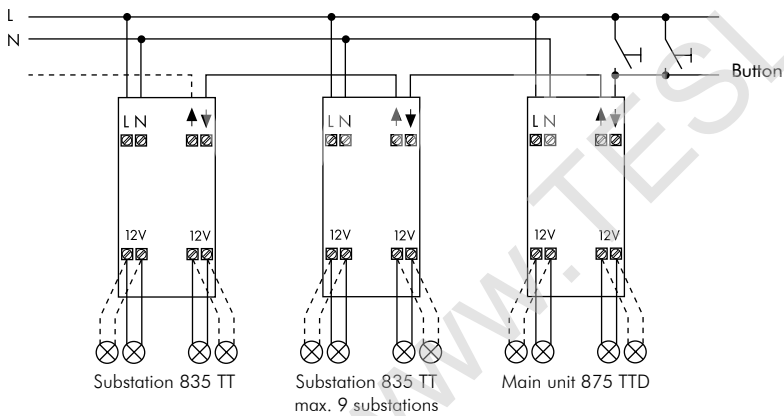 L
N
Button
L N
L N
L N
12V 12V
12V 12V
12V 12V
Substation 835 TT
Substation 835 TT
max. 9 substations
Main unit 875 TTD
www.TESL